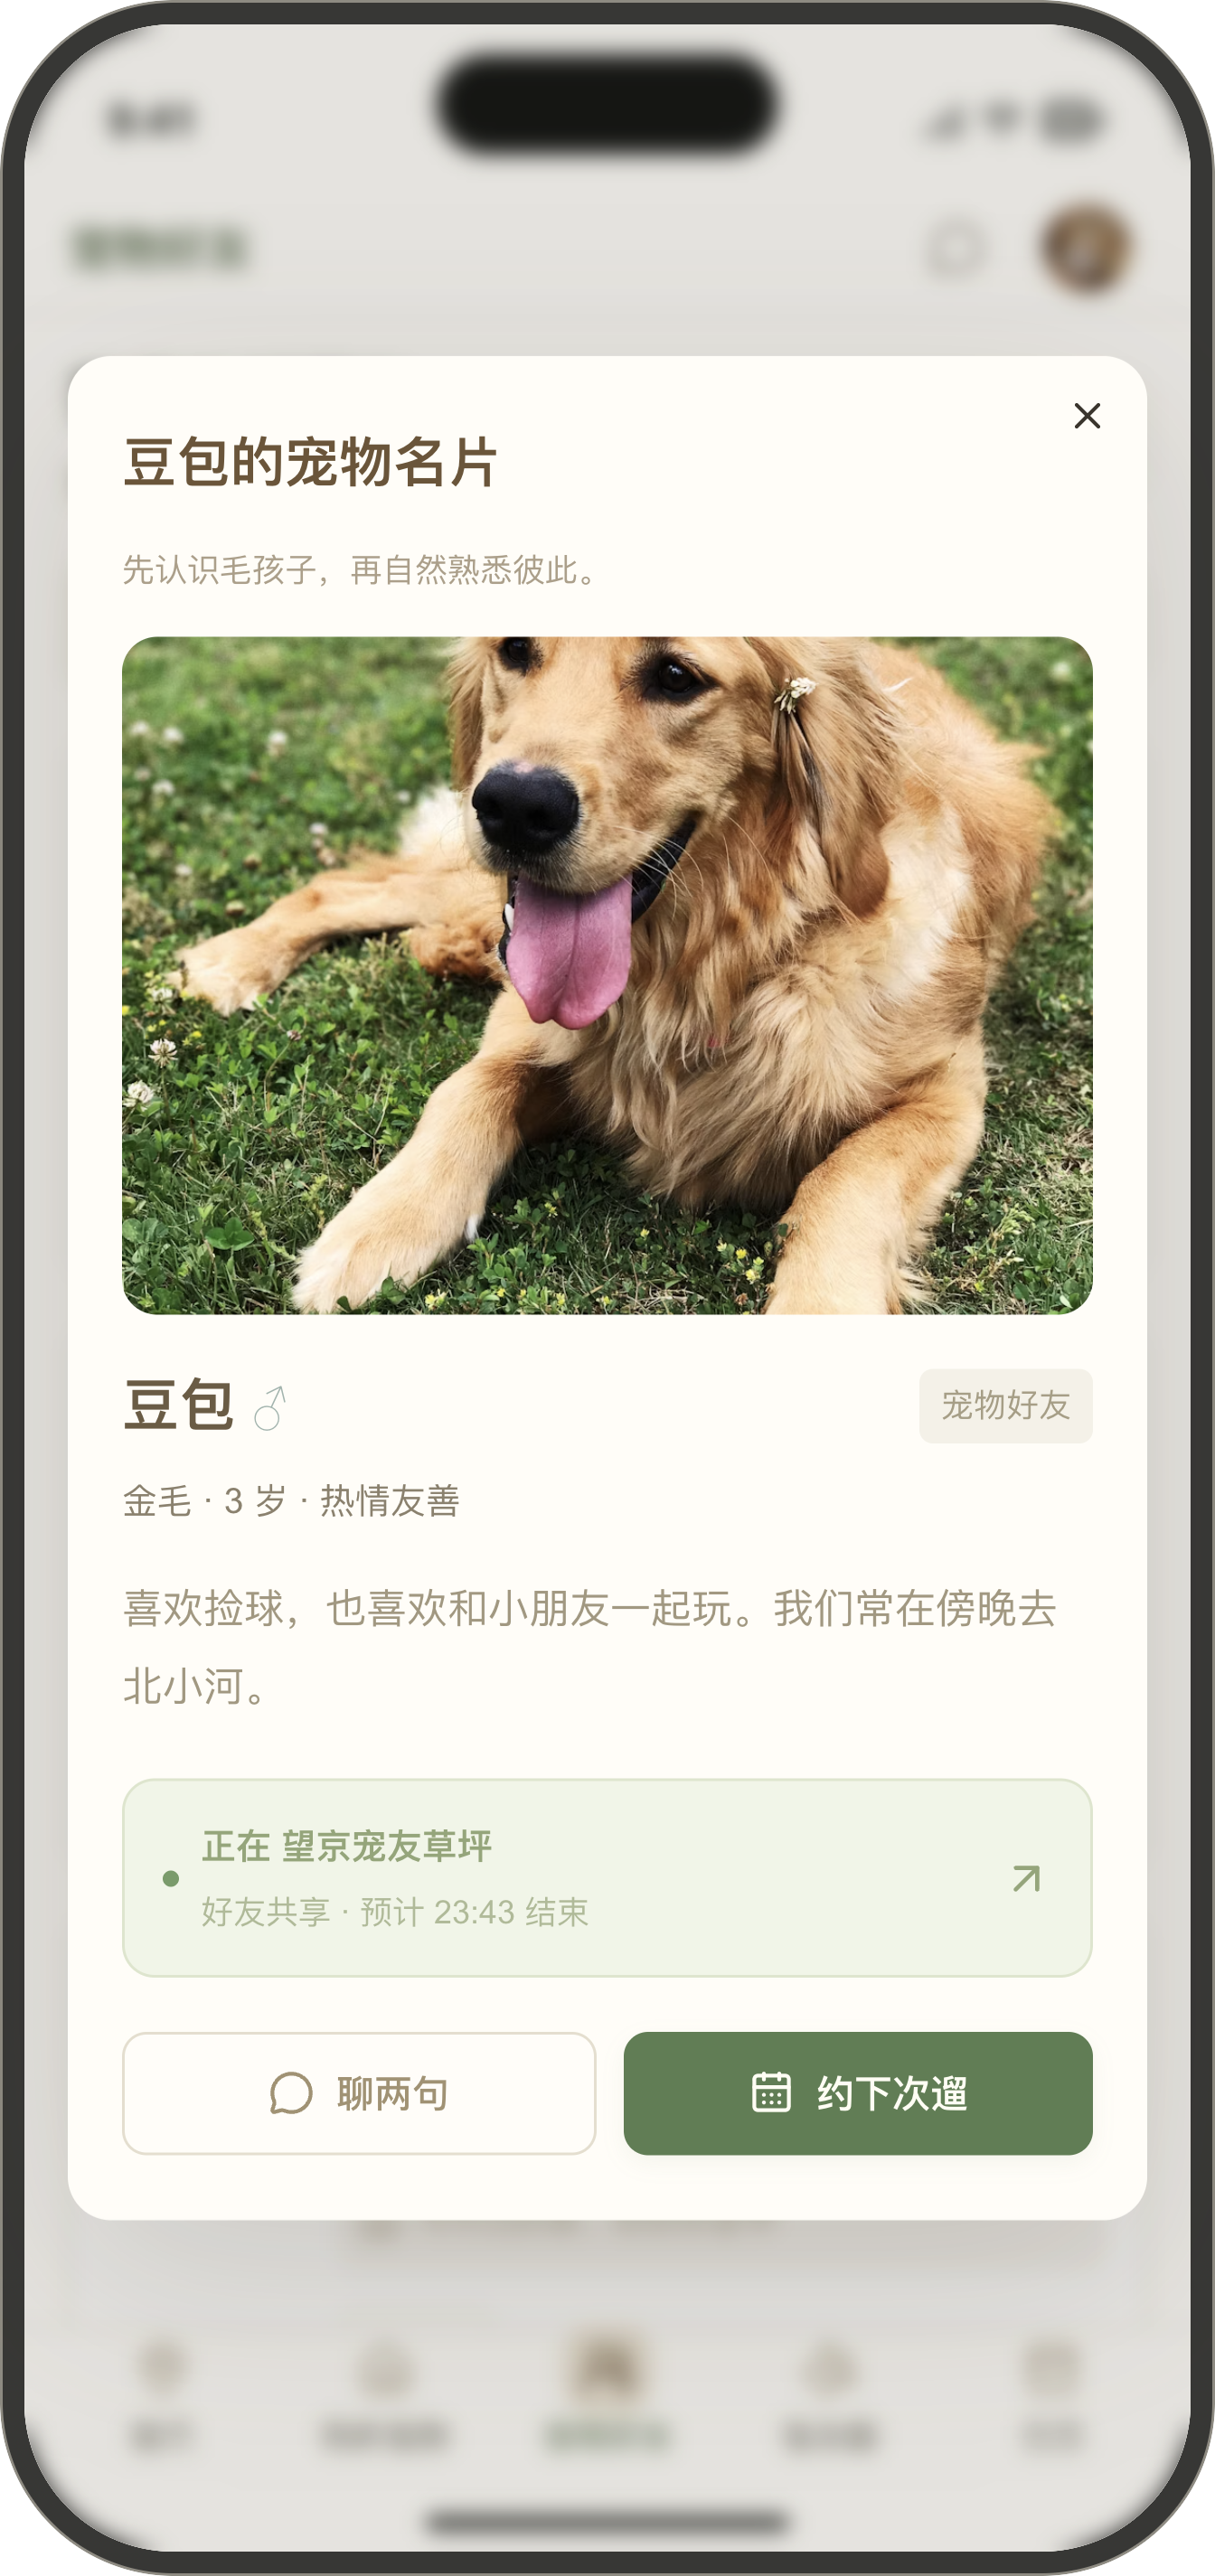 豆包的宠物名片
先认识毛孩子，再自然熟悉彼此。
豆包 ♂
宠物好友
金毛 · 3 岁 · 热情友善
喜欢捡球，也喜欢和小朋友一起玩。我们常在傍晚去
北小河。
正在 望京宠友草坪
好友共享 · 预计 23:43 结束
聊两句
约下次遛